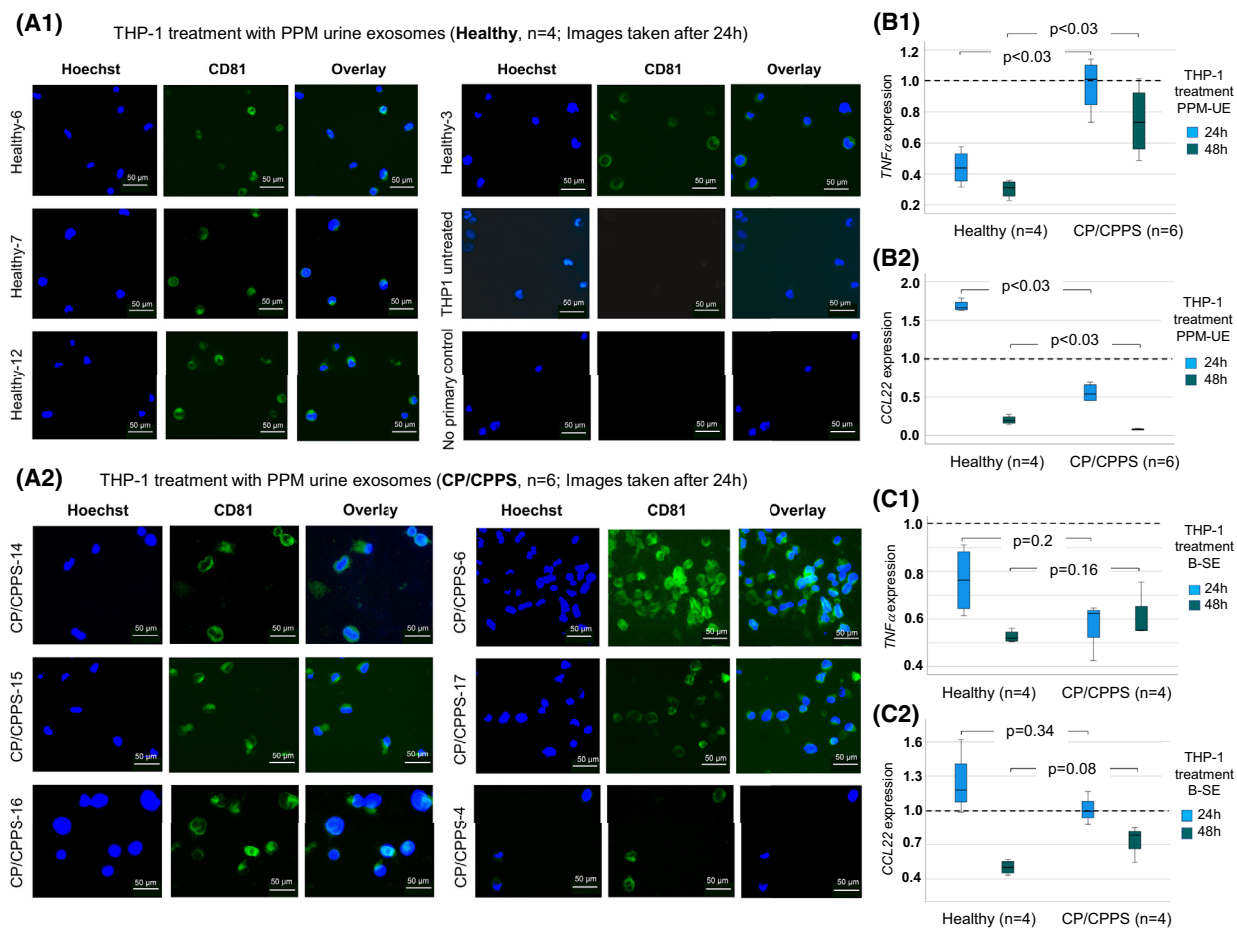 (A1)
THP-1 treatment with PPM urine exosomes (Healthy, n=4; Images taken after 24h)
Hoechst CD81 Overlay Hoechst CD81 Overlay
Healthy-6
50 µm 50 µm 50 µm
Healthy-3
50 µm 50 µm 50 µm
Healthy-7
50 µm 50 µm 50 µm
THP1 untreated
50 µm 50 µm 50 µm
Healthy-12
50 µm 50 µm 50 µm
No primary control
50 µm 50 µm 50 µm
(A2)
THP-1 treatment with PPM urine exosomes (CP/CPPS, n=6; Images taken after 24h)
Hoechst CD81 Overlay Hoechst CD81 Overlay
CP/CPPS-14
50 µm 50 µm 50 µm
CP/CPPS-6
50 µm 50 µm 50 µm
CP/CPPS-15
50 µm 50 µm 50 µm
CP/CPPS-17
50 µm 50 µm 50 µm
CP/CPPS-16
50 µm 50 µm 50 µm
CP/CPPS-4
50 µm 50 µm 50 µm
(B1)
p<0.03
p<0.03
TNFα expression
1.2
1.0
0.8
0.6
0.4
0.2
Healthy (n=4) CP/CPPS (n=6)
THP-1
treatment
PPM-UE
24h
48h
(B2)
p<0.03
p<0.03
CCL22 expression
2.0
1.5
1.0
0.5
0.0
Healthy (n=4) CP/CPPS (n=6)
THP-1
treatment
PPM-UE
24h
48h
(C1)
p=0.2
p=0.16
TNFα expression
1.0
0.8
0.6
0.4
Healthy (n=4) CP/CPPS (n=4)
THP-1
treatment
B-SE
24h
48h
(C2)
p=0.34
p=0.08
CCL22 expression
1.6
1.3
1.0
0.7
0.4
Healthy (n=4) CP/CPPS (n=4)
THP-1
treatment
B-SE
24h
48h